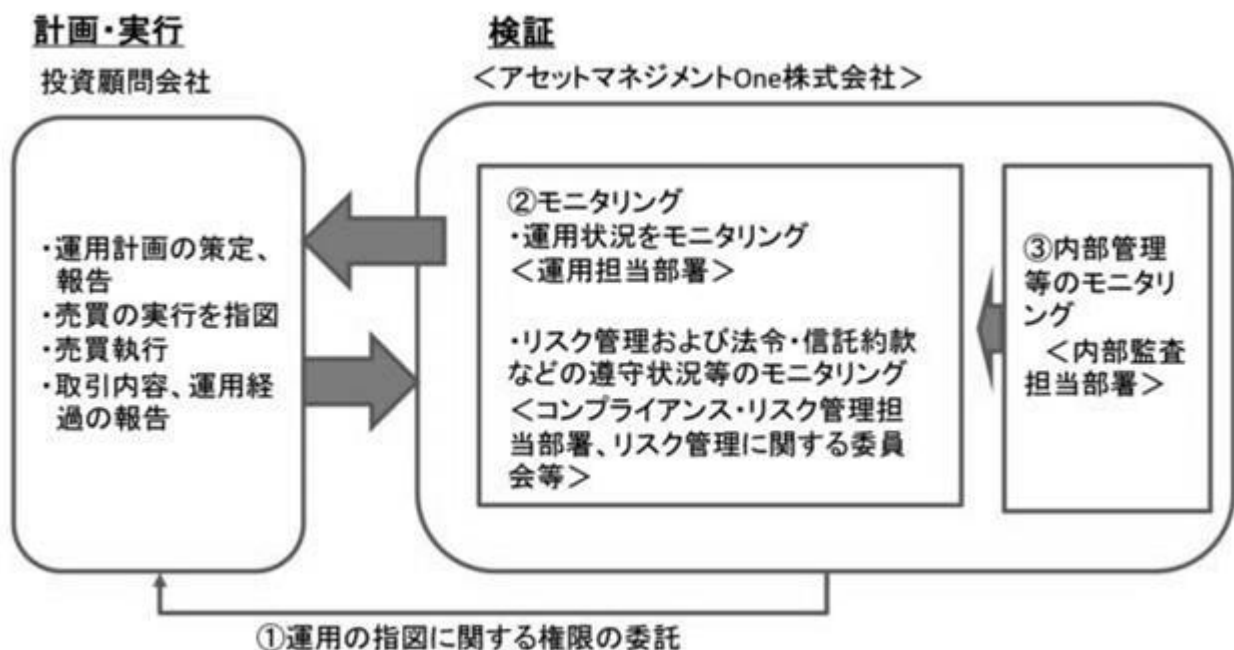 計画・実行
投資顧問会社
・運用計画の策定、
報告
・売買の実行を指図
・売買執行
・取引内容、運用経
過の報告
検証
＜アセットマネジメントOne株式会社＞
②モニタリング
・運用状況をモニタリング
＜運用担当部署＞
・リスク管理および法令・信託約款
などの遵守状況等のモニタリング
＜コンプライアンス・リスク管理担
当部署、リスク管理に関する委員
会等＞
③内部管理
等のモニタリ
ング
＜内部監査
担当部署＞
①運用の指図に関する権限の委託